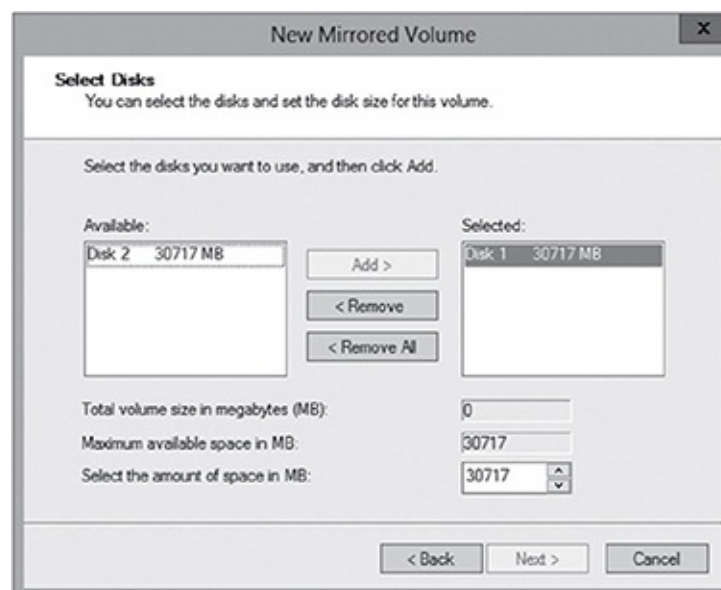 New Mirrored Volume
x
Select Disks
You can select the disks and set the disk size for this volume.
Select the disks you want to use, and then click Add.
Available:
Selected:
Disk 2 30717 MB
Disk 1 30717 MB
Add >
< Remove
< Remove All
Total volume size in megabytes (MB):
0
Maximum available space in MB:
30717
Select the amount of space in MB:
30717
< Back
Next >
Cancel